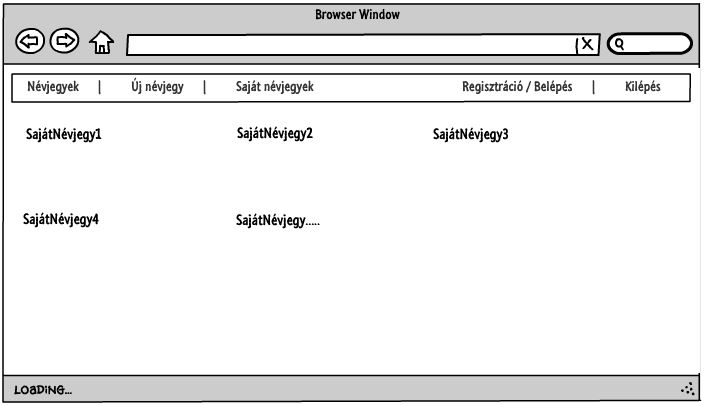 Browser Window
Névjegyek | Új névjegy | Saját névjegyek Regisztráció / Belépés | Kilépés
SajátNévjegy1 SajátNévjegy2 SajátNévjegy3
SajátNévjegy4 SajátNévjegy.....
LOADING...